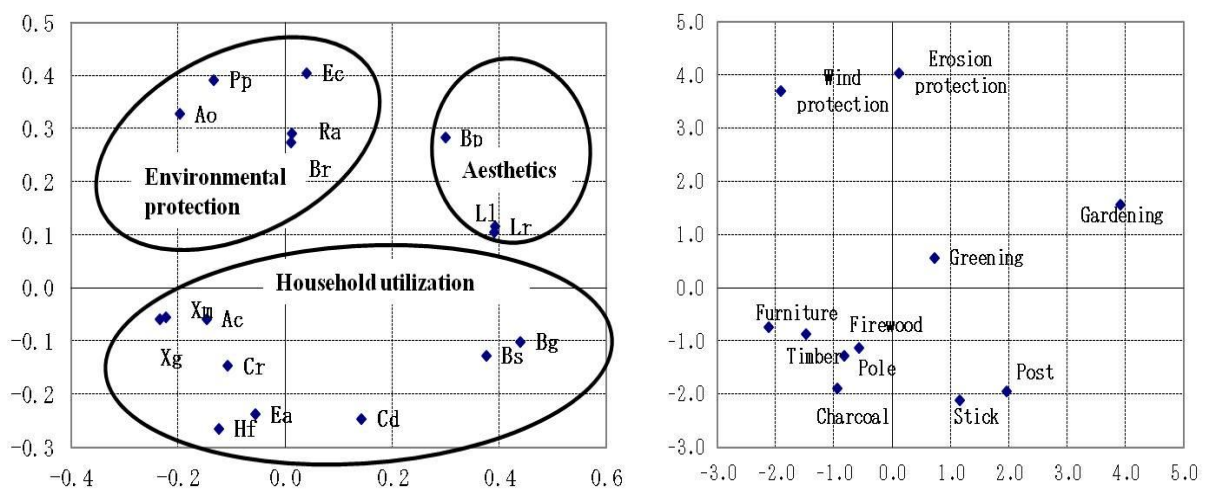 0.5
0.4
0.3
0.2
0.1
0.0
-0.1
-0.2
-0.3
-0.4
-0.2
0.0
0.2
0.4
0.6
Pp
Ec
Ao
Ra
Br
Environmental
protection
Bp
Aesthetics
Ll
Lr
Household utilization
Xm
Ac
Xg
Cr
Bs
Bg
Ea
Hf
Cd
5.0
4.0
3.0
2.0
1.0
0.0
-1.0
-2.0
-3.0
-3.0
-2.0
-1.0
0.0
1.0
2.0
3.0
4.0
5.0
Wind
protection
Erosion
protection
Gardening
Greening
Furniture
Firewood
Timber
Pole
Charcoal
Post
Stick